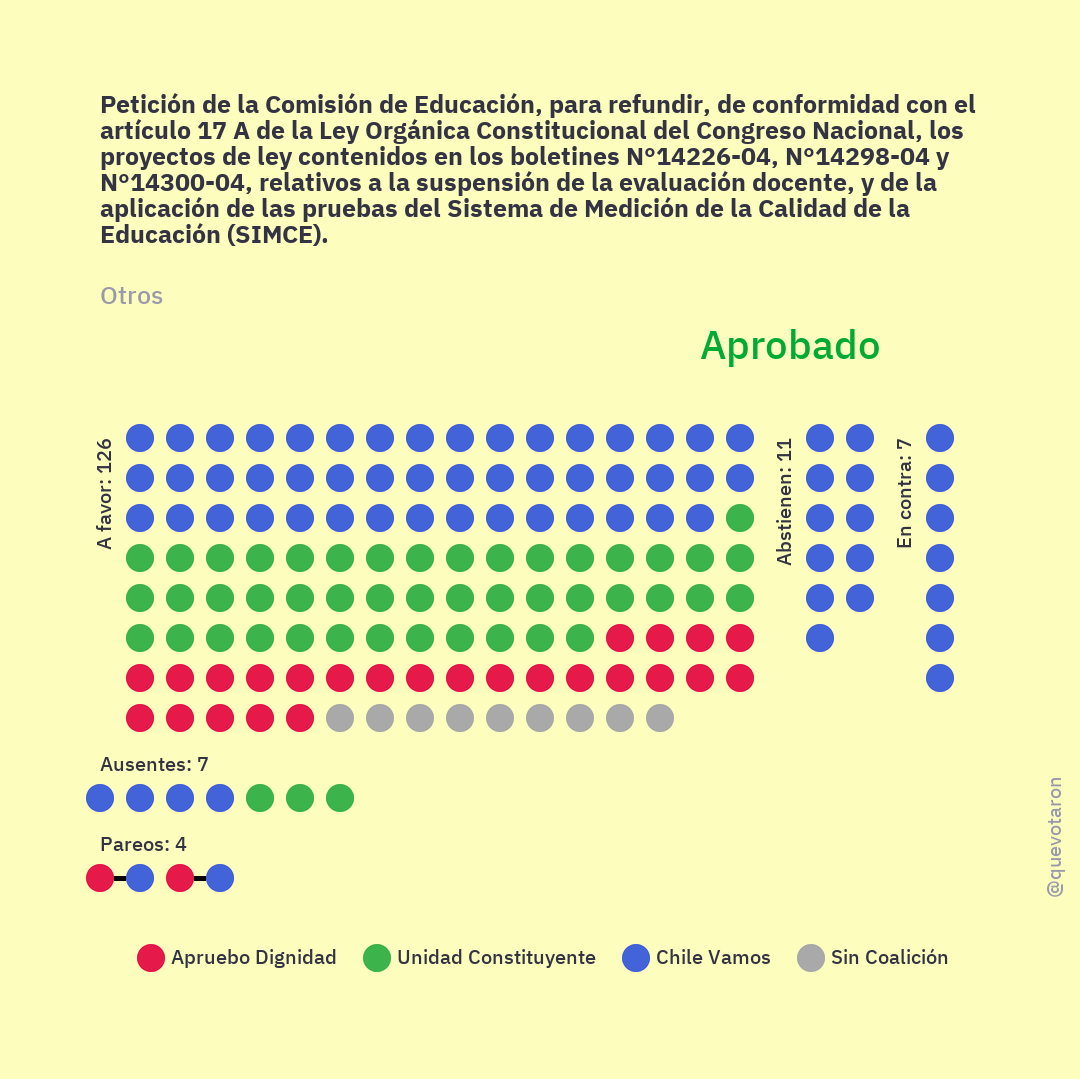 Petición de la Comisión de Educación, para refundir, de conformidad con el
artículo 17 A de la Ley Orgánica Constitucional del Congreso Nacional, los
proyectos de ley contenidos en los boletines N°14226-04, N°14298-04 y
N°14300-04, relativos a la suspensión de la evaluación docente, y de la
aplicación de las pruebas del Sistema de Medición de la Calidad de la
Educación (SIMCE).
Otros
Aprobado
A favor: 126
Abstienen: 11
En contra: 7
Ausentes: 7
Pareos: 4
@quevotaron
Apruebo Dignidad
Unidad Constituyente
Chile Vamos
Sin Coalición